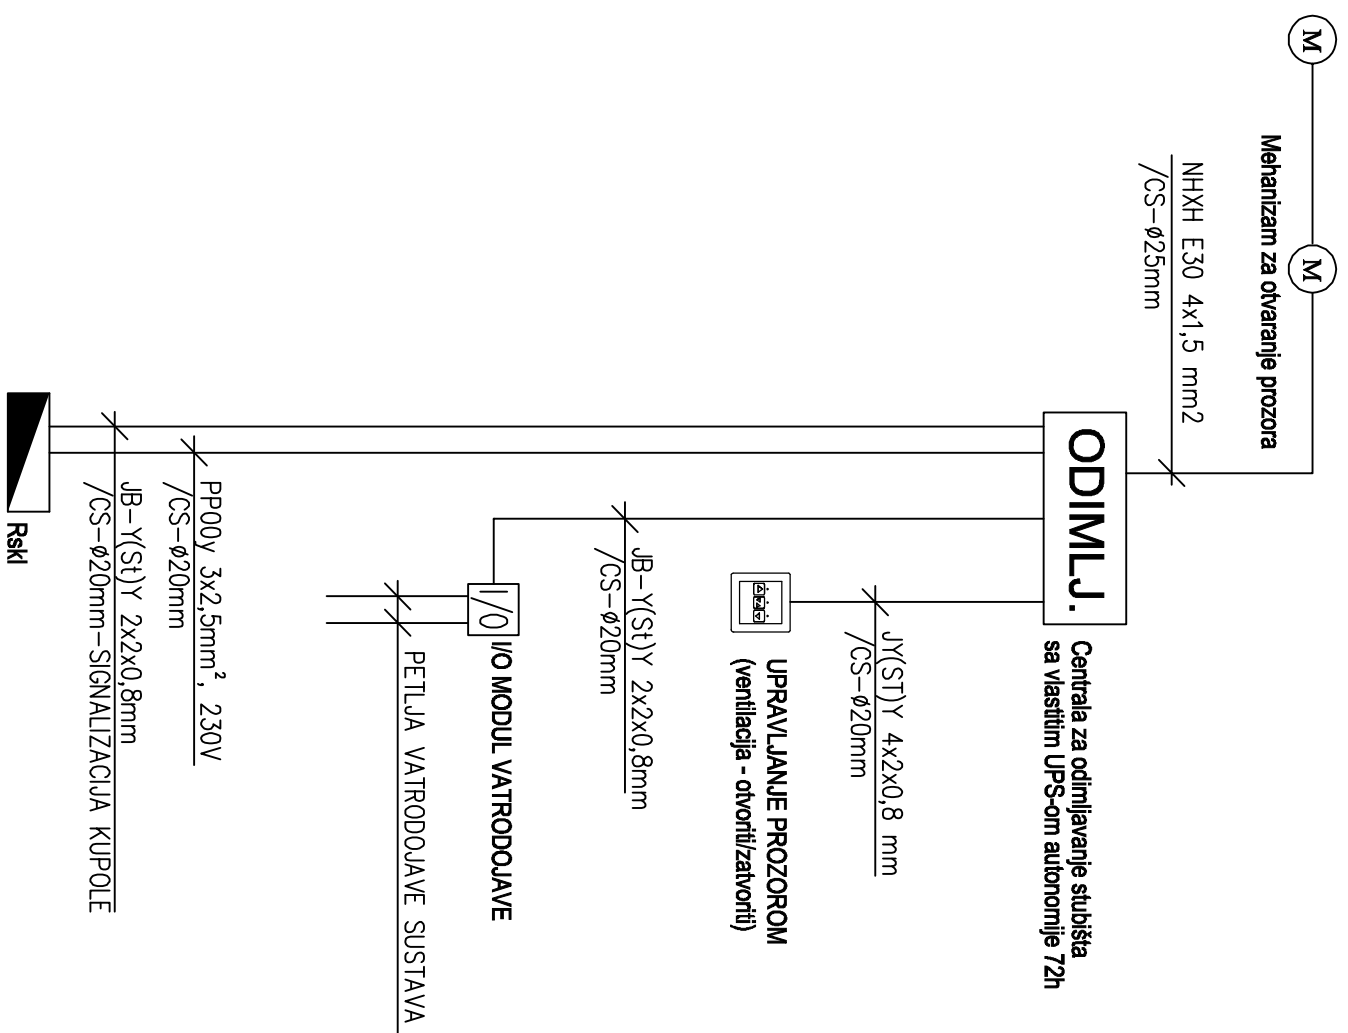 M
M
Mehanizam za otvaranje prozora
NHXH E30 4x1,5 mm2
/CS-Ø25mm
ODIMLJ.
Centrala za odimljavanje stubišta
sa vlastitim UPS-om autonomije 72h
JY(ST)Y 4x2x0,8 mm
/CS-Ø20mm
UPRAVLJANJE PROZOROM
(ventilacija - otvoriti/zatvoriti)
JB-Y(St)Y 2x2x0,8mm
/CS-Ø20mm
I/O
I/O MODUL VATRODOJAVE
PETLJA VATRODOJAVE SUSTAVA
PP00y 3x2,5mm², 230V
/CS-Ø20mm
JB-Y(St)Y 2x2x0,8mm
/CS-Ø20mm-SIGNALIZACIJA KUPOLE
Rskl